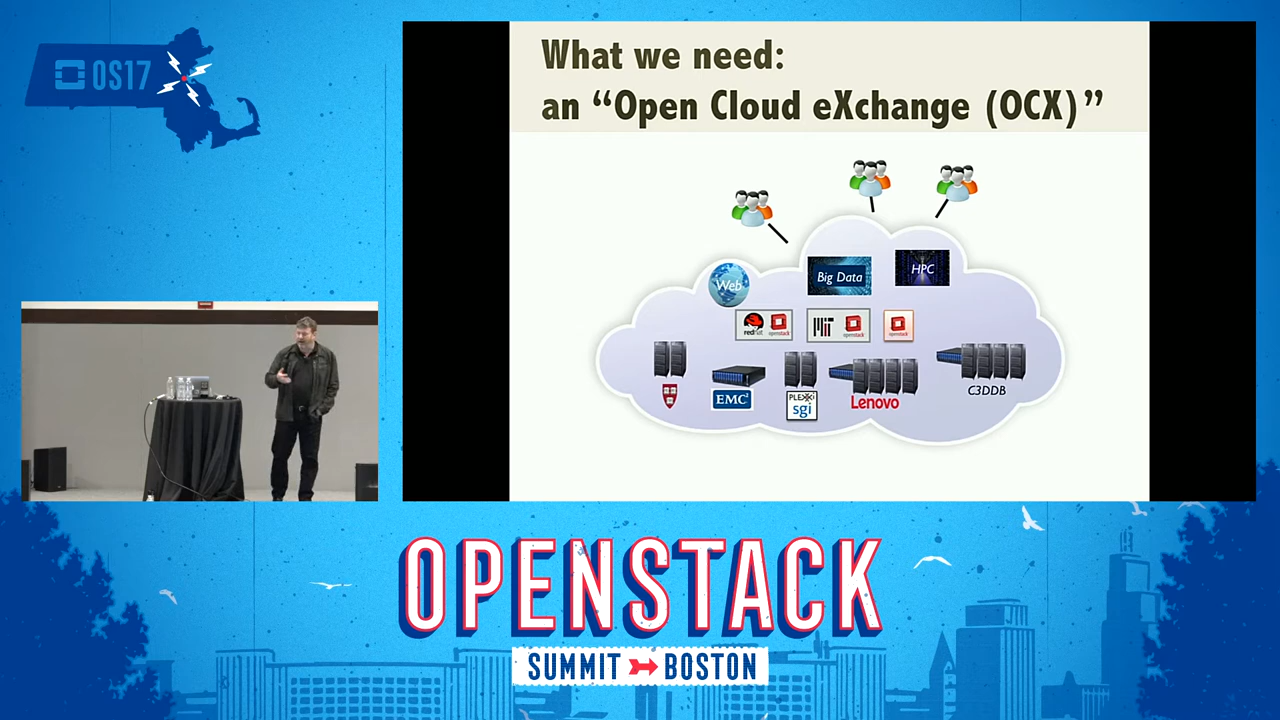 OS17
What we need:
an “Open Cloud eXchange (OCX)”
Web
Big Data
HPC
redhat
openstack
MIT
openstack
openstack
EMC²
PLEXXI
sgi
Lenovo
C3DDB
OPENSTACK
SUMMIT BOSTON